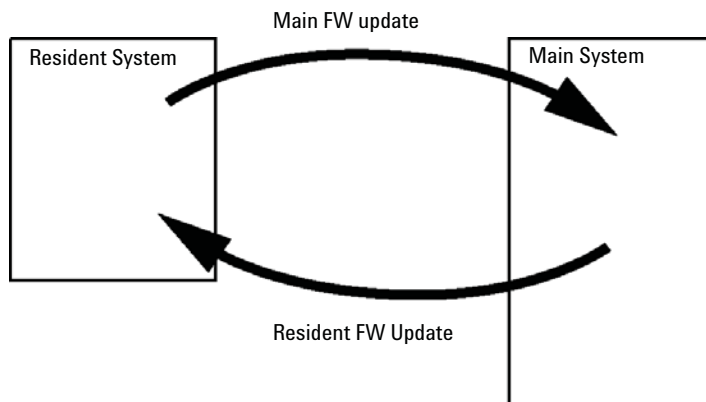 Main FW update
Resident System
Main System
Resident FW Update